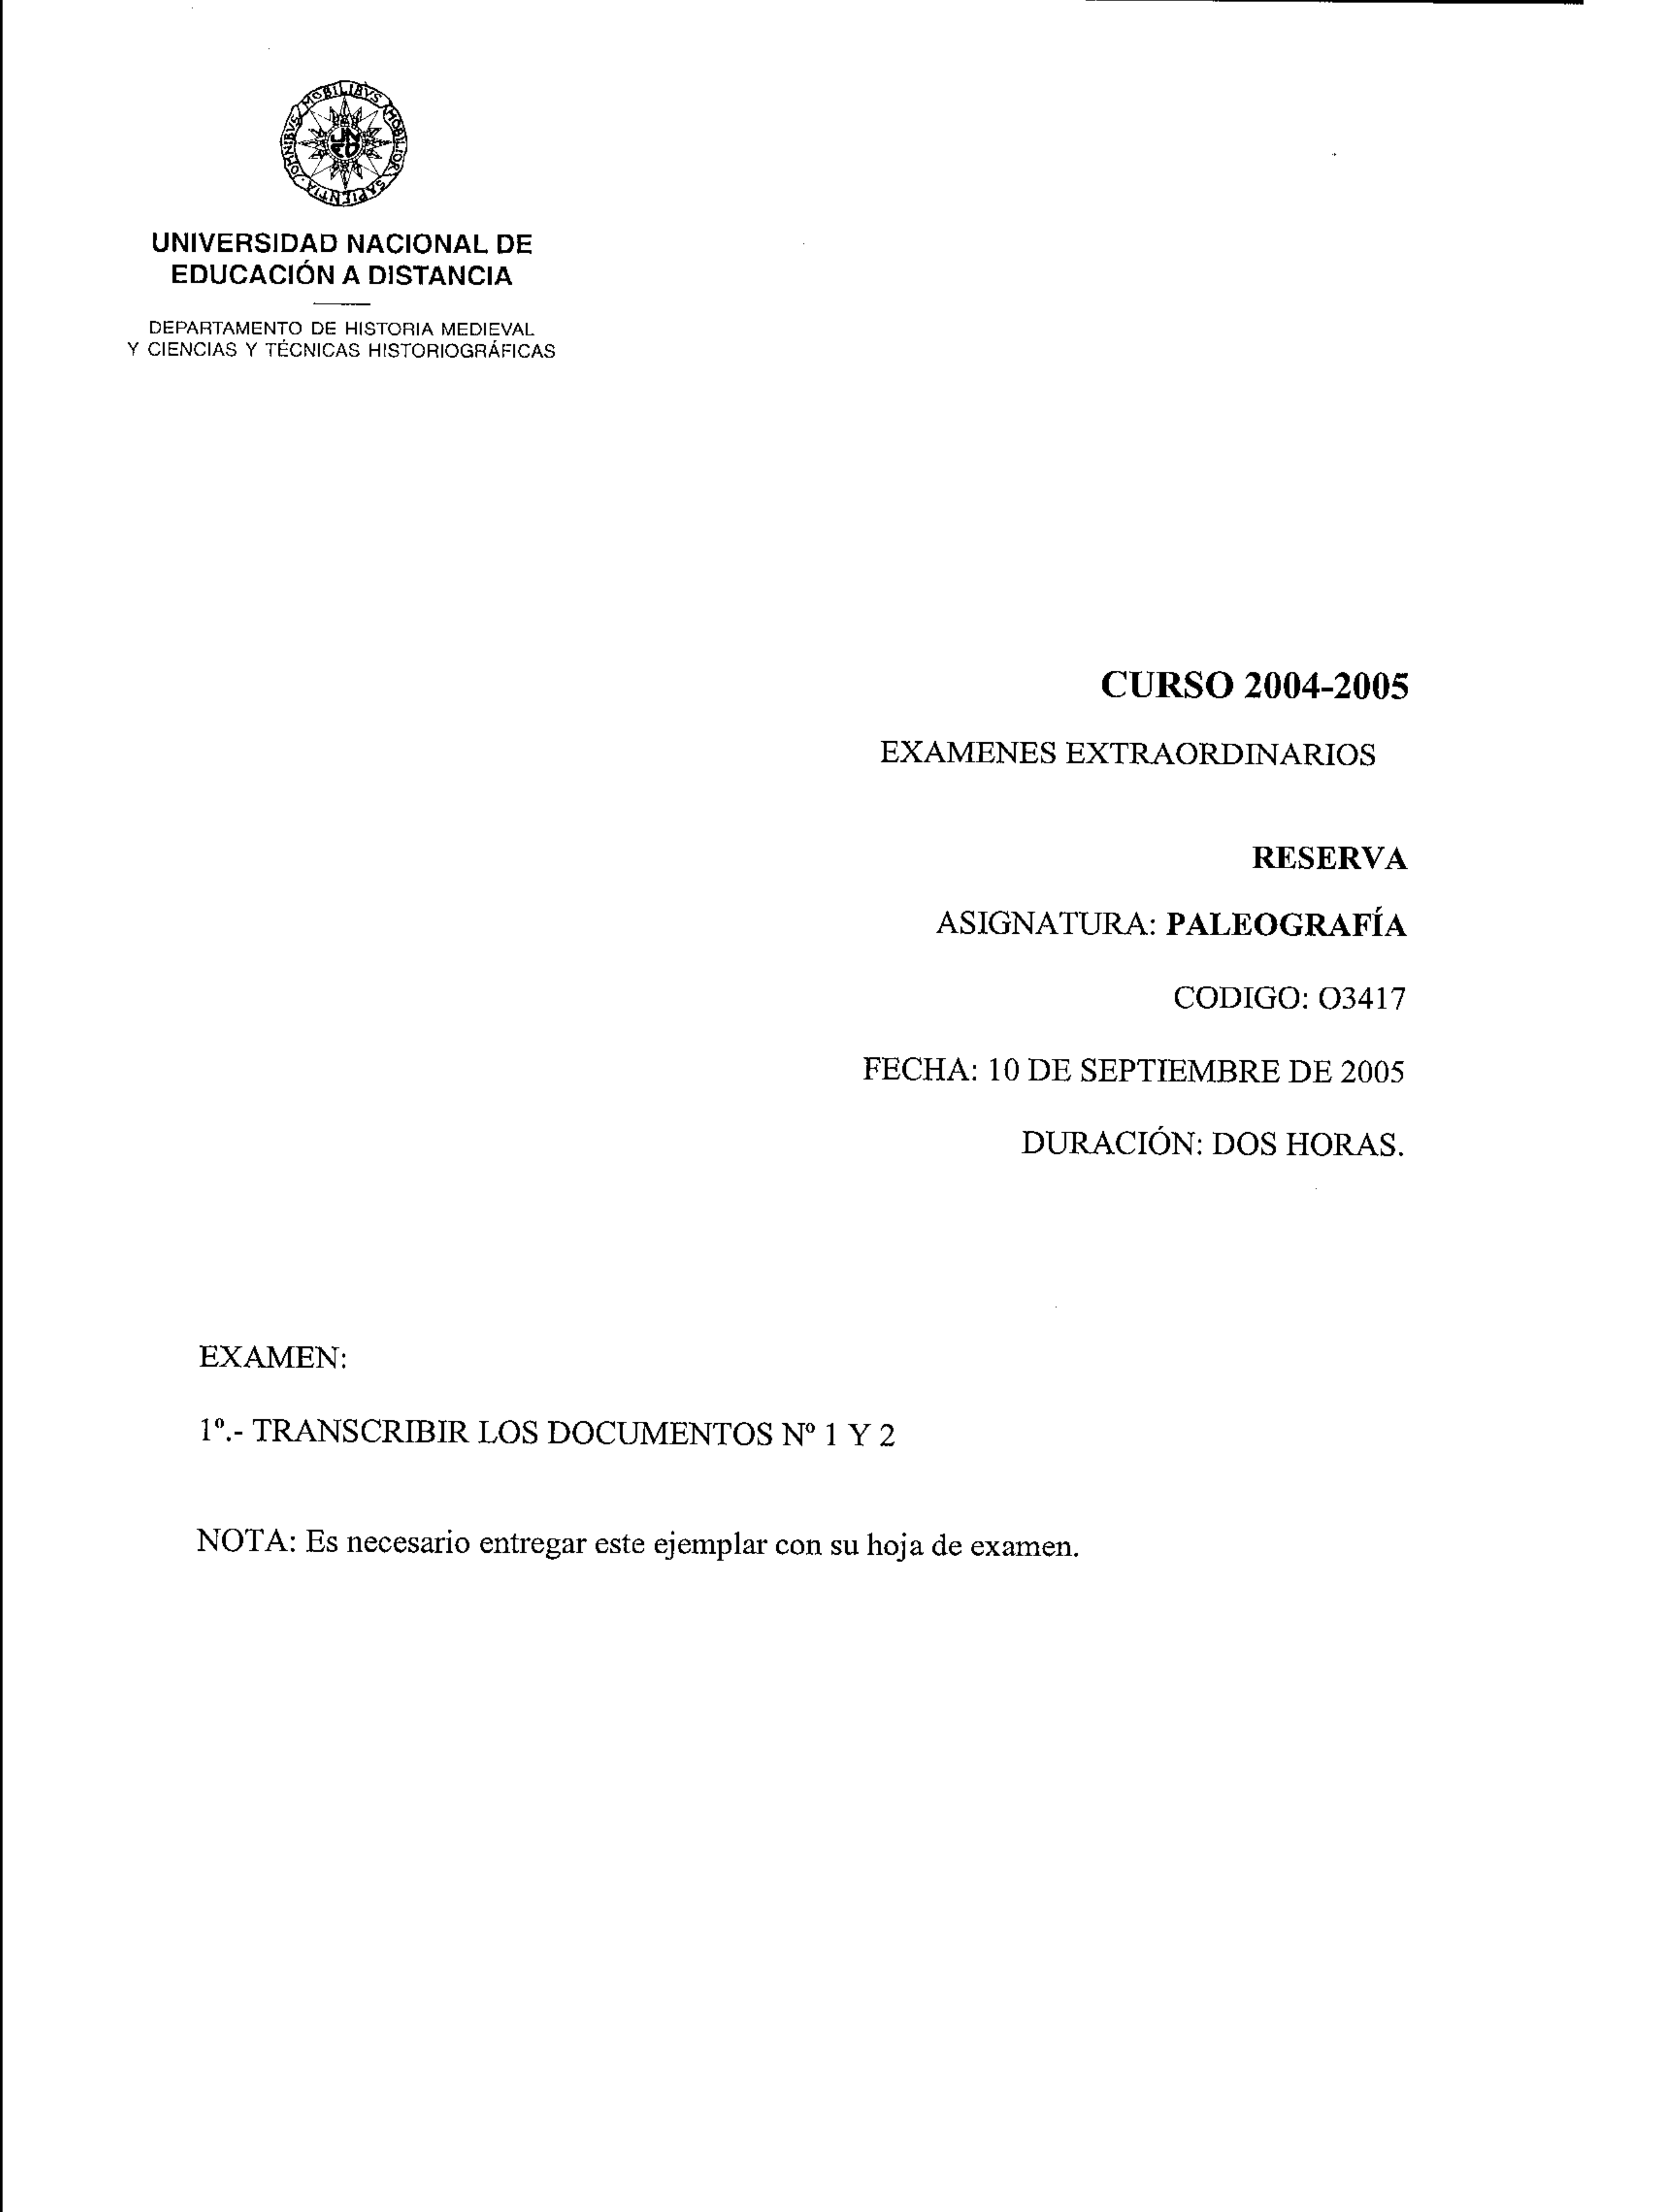 OMNIBVS MOBILIBVS MOBILIOR SAPIENTIA
UNED
UNIVERSIDAD NACIONAL DE
EDUCACIÓN A DISTANCIA
DEPARTAMENTO DE HISTORIA MEDIEVAL
Y CIENCIAS Y TÉCNICAS HISTORIOGRÁFICAS
CURSO 2004-2005
EXAMENES EXTRAORDINARIOS
RESERVA
ASIGNATURA: PALEOGRAFÍA
CODIGO: O3417
FECHA: 10 DE SEPTIEMBRE DE 2005
DURACIÓN: DOS HORAS.
EXAMEN:
1º.- TRANSCRIBIR LOS DOCUMENTOS Nº 1 Y 2
NOTA: Es necesario entregar este ejemplar con su hoja de examen.